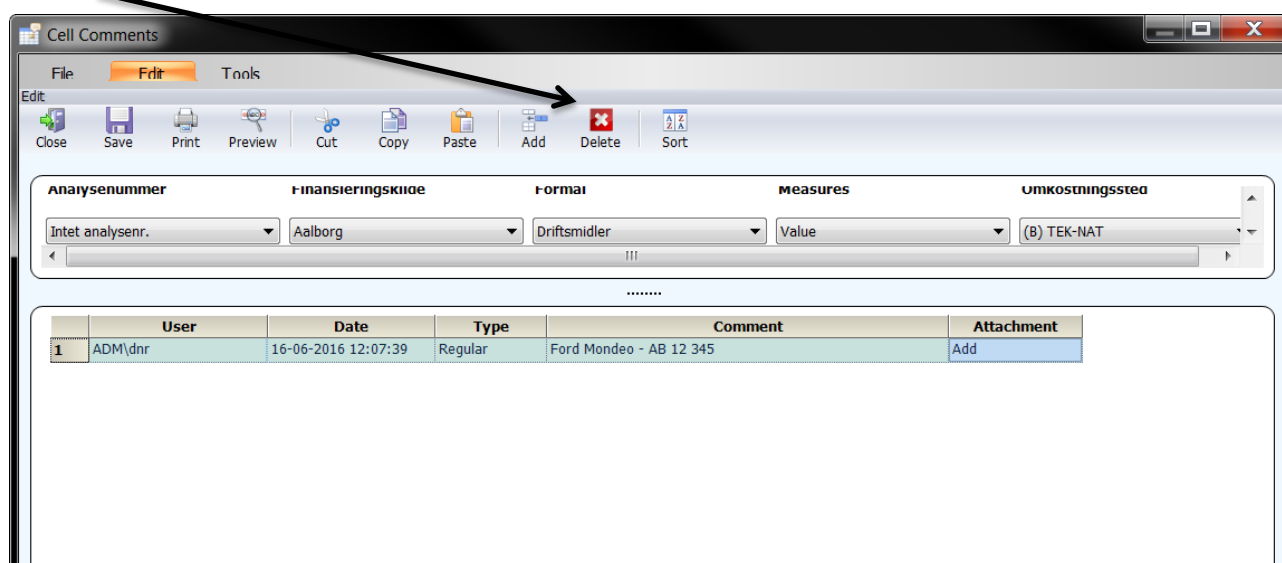 Cell Comments
File Edit Tools
Edit
Close Save Print Preview Cut Copy Paste Add Delete Sort
Analysenummer Finansieringskilde Formål Measures Omkostningssted
Intet analysenr. Aalborg Driftsmidler Value (B) TEK-NAT
........
User Date Type Comment Attachment
1 ADM\dnr 16-06-2016 12:07:39 Regular Ford Mondeo - AB 12 345 Add